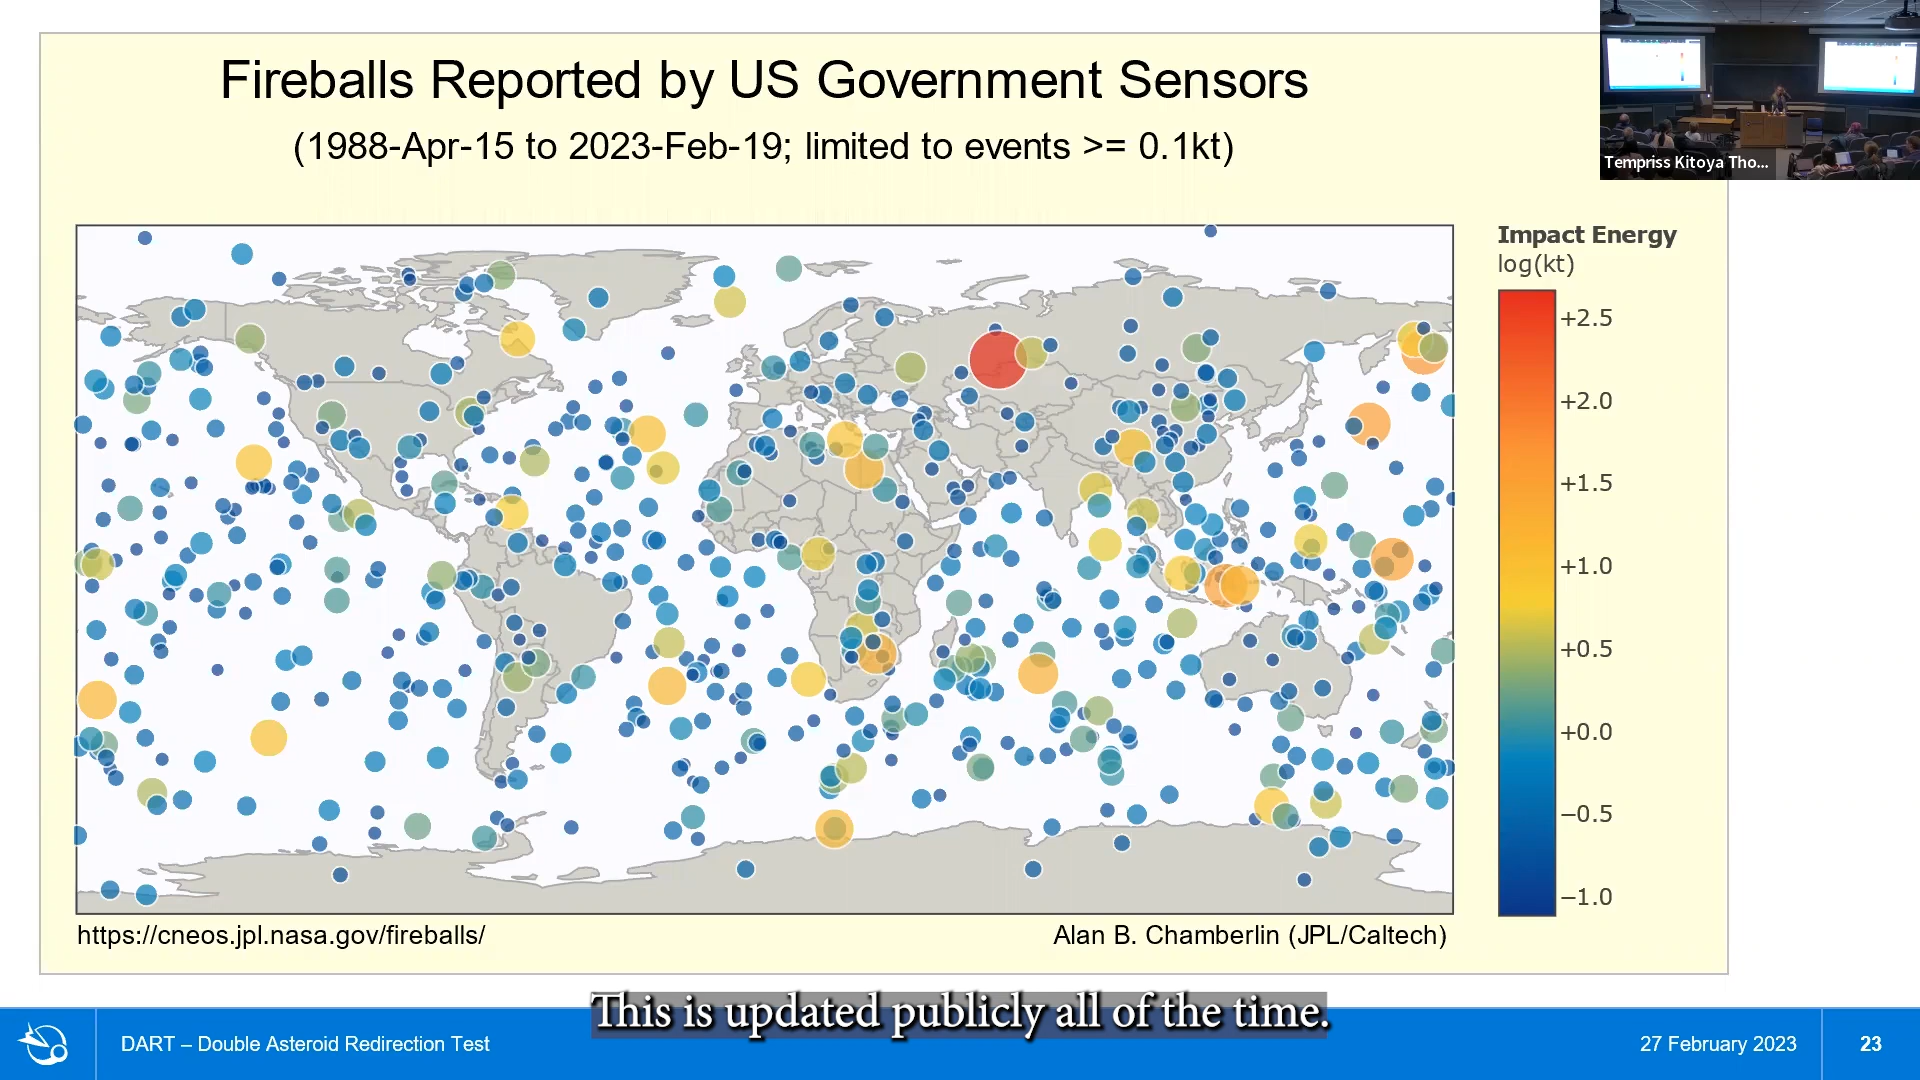 Fireballs Reported by US Government Sensors
(1988-Apr-15 to 2023-Feb-19; limited to events >= 0.1kt)
Tempriss Kitoya Tho...
Impact Energy
log(kt)
+2.5
+2.0
+1.5
+1.0
+0.5
+0.0
−0.5
−1.0
https://cneos.jpl.nasa.gov/fireballs/
Alan B. Chamberlin (JPL/Caltech)
This is updated publicly all of the time.
DART – Double Asteroid Redirection Test
27 February 2023
23